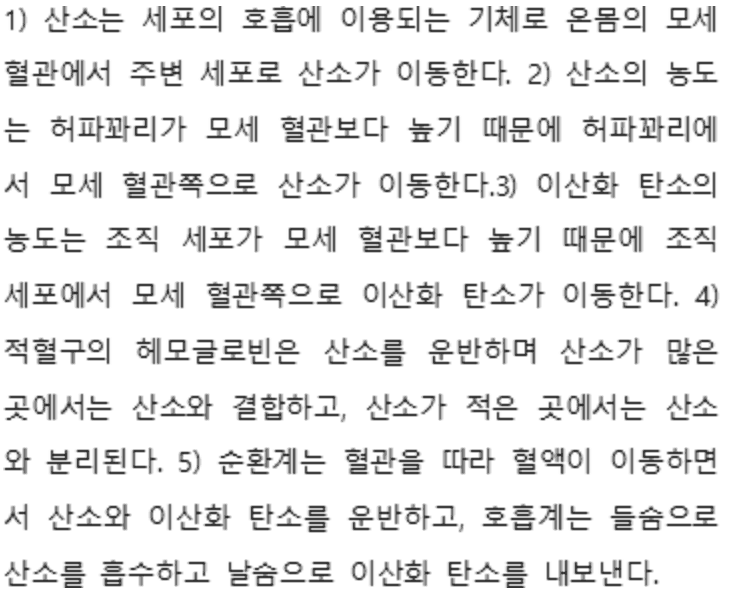 1) 산소는 세포의 호흡에 이용되는 기체로 온몸의 모세
혈관에서 주변 세포로 산소가 이동한다. 2) 산소의 농도
는 허파꽈리가 모세 혈관보다 높기 때문에 허파꽈리에
서 모세 혈관쪽으로 산소가 이동한다.3) 이산화 탄소의
농도는 조직 세포가 모세 혈관보다 높기 때문에 조직
세포에서 모세 혈관쪽으로 이산화 탄소가 이동한다. 4)
적혈구의 헤모글로빈은 산소를 운반하며 산소가 많은
곳에서는 산소와 결합하고, 산소가 적은 곳에서는 산소
와 분리된다. 5) 순환계는 혈관을 따라 혈액이 이동하면
서 산소와 이산화 탄소를 운반하고, 호흡계는 들숨으로
산소를 흡수하고 날숨으로 이산화 탄소를 내보낸다.